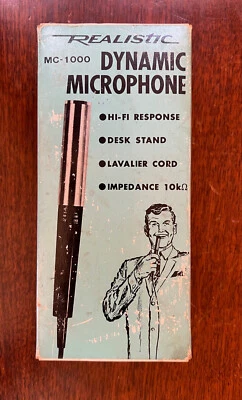 REALISTIC
MC-1000 DYNAMIC
MICROPHONE
●HI-FI RESPONSE
●DESK STAND
●LAVALIER CORD
●IMPEDANCE 10kΩ